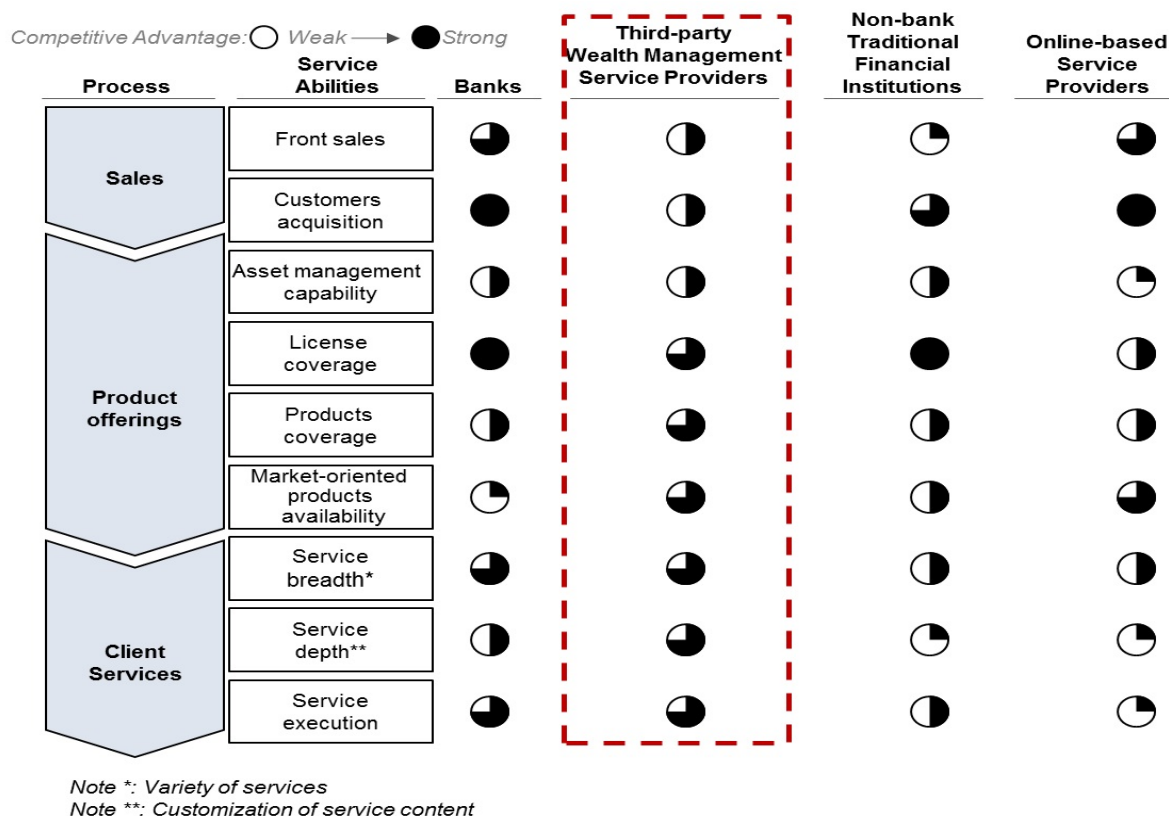 Competitive Advantage: Weak Strong
Process
Service
Abilities
Banks
Third-party
Wealth Management
Service Providers
Non-bank
Traditional
Financial
Institutions
Online-based
Service
Providers
Sales
Front sales
Customers
acquisition
Product
offerings
Asset management
capability
License
coverage
Products
coverage
Market-oriented
products
availability
Client
Services
Service
breadth*
Service
depth**
Service
execution
Note *: Variety of services
Note **: Customization of service content